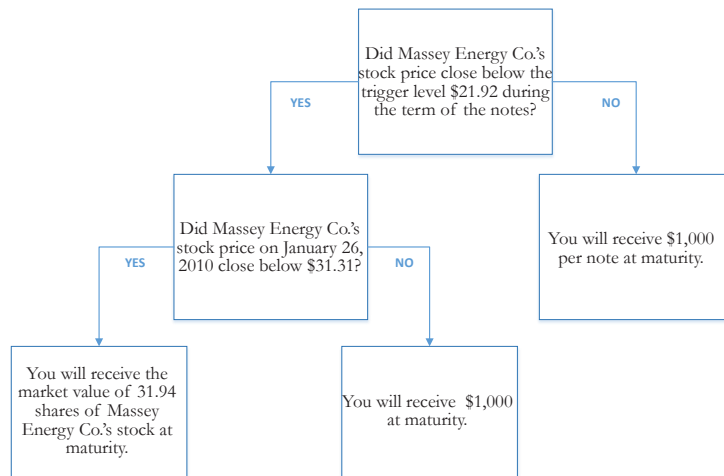 Did Massey Energy Co.'s
stock price close below the
trigger level $21.92 during
the term of the notes?
YES
NO
Did Massey Energy Co.'s
stock price on January 26,
2010 close below $31.31?
You will receive $1,000
per note at maturity.
YES
NO
You will receive the
market value of 31.94
shares of Massey
Energy Co.'s stock at
maturity.
You will receive $1,000
at maturity.